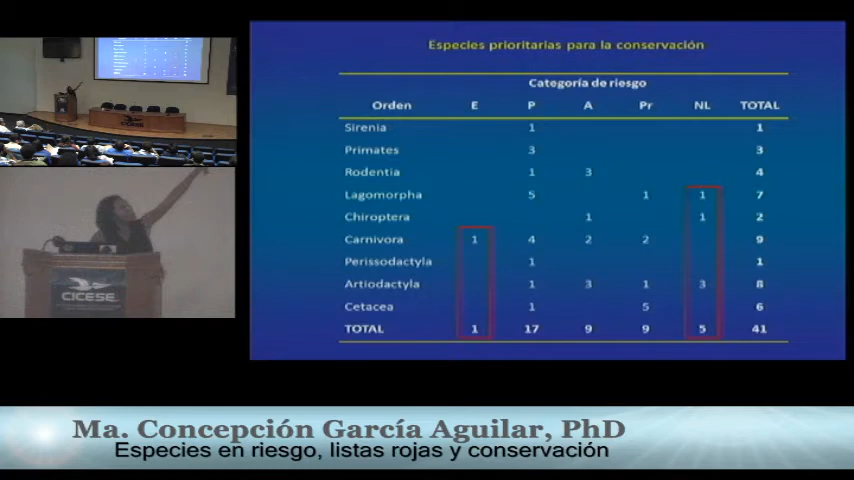 Especies prioritarias para la conservación
Categoría de riesgo
Orden E P A Pr NL TOTAL
Sirenia 1 1
Primates 3 3
Rodentia 1 3 4
Lagomorpha 5 1 1 7
Chiroptera 1 1 2
Carnivora 1 4 2 2 9
Perissodactyla 1 1
Artiodactyla 1 3 1 3 8
Cetacea 1 5 6
TOTAL 1 17 9 9 5 41
CICESE
Ma. Concepción García Aguilar, PhD
Especies en riesgo, listas rojas y conservación